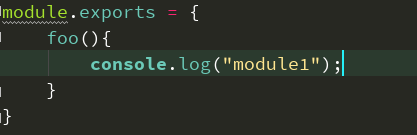 module.exports = {
    foo(){
        console.log("module1");
    }
}